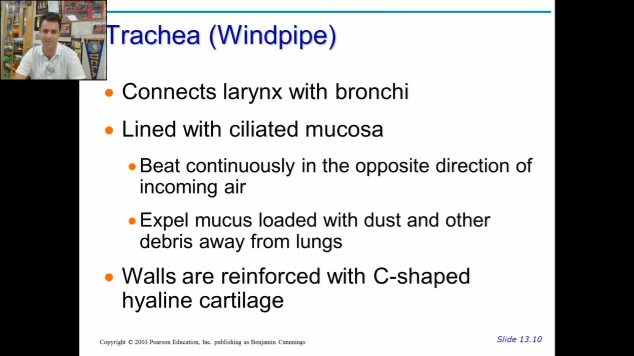 Trachea (Windpipe)
• Connects larynx with bronchi
• Lined with ciliated mucosa
• Beat continuously in the opposite direction of
incoming air
• Expel mucus loaded with dust and other
debris away from lungs
• Walls are reinforced with C-shaped
hyaline cartilage
Copyright © 2003 Pearson Education, Inc. publishing as Benjamin Cummings
Slide 13.10